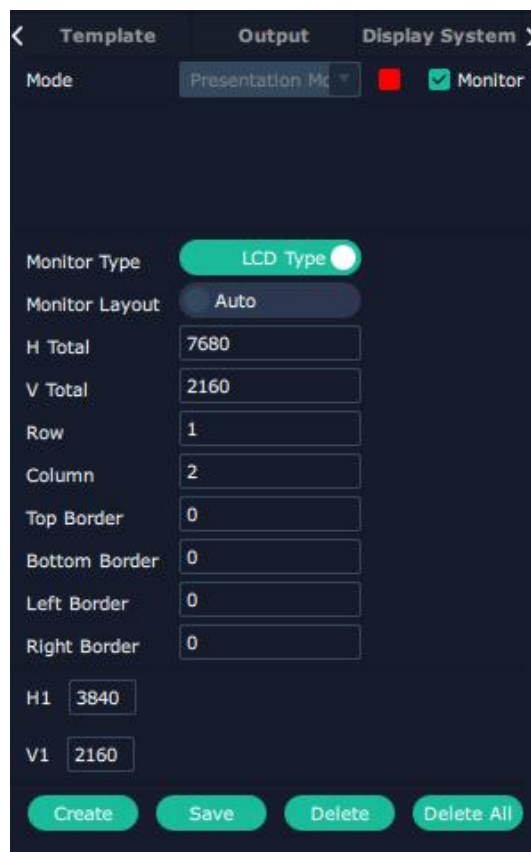 Template Output Display System
Mode Presentation Mo Monitor
Monitor Type LCD Type
Monitor Layout Auto
H Total 7680
V Total 2160
Row 1
Column 2
Top Border 0
Bottom Border 0
Left Border 0
Right Border 0
H1 3840
V1 2160
Create Save Delete Delete All